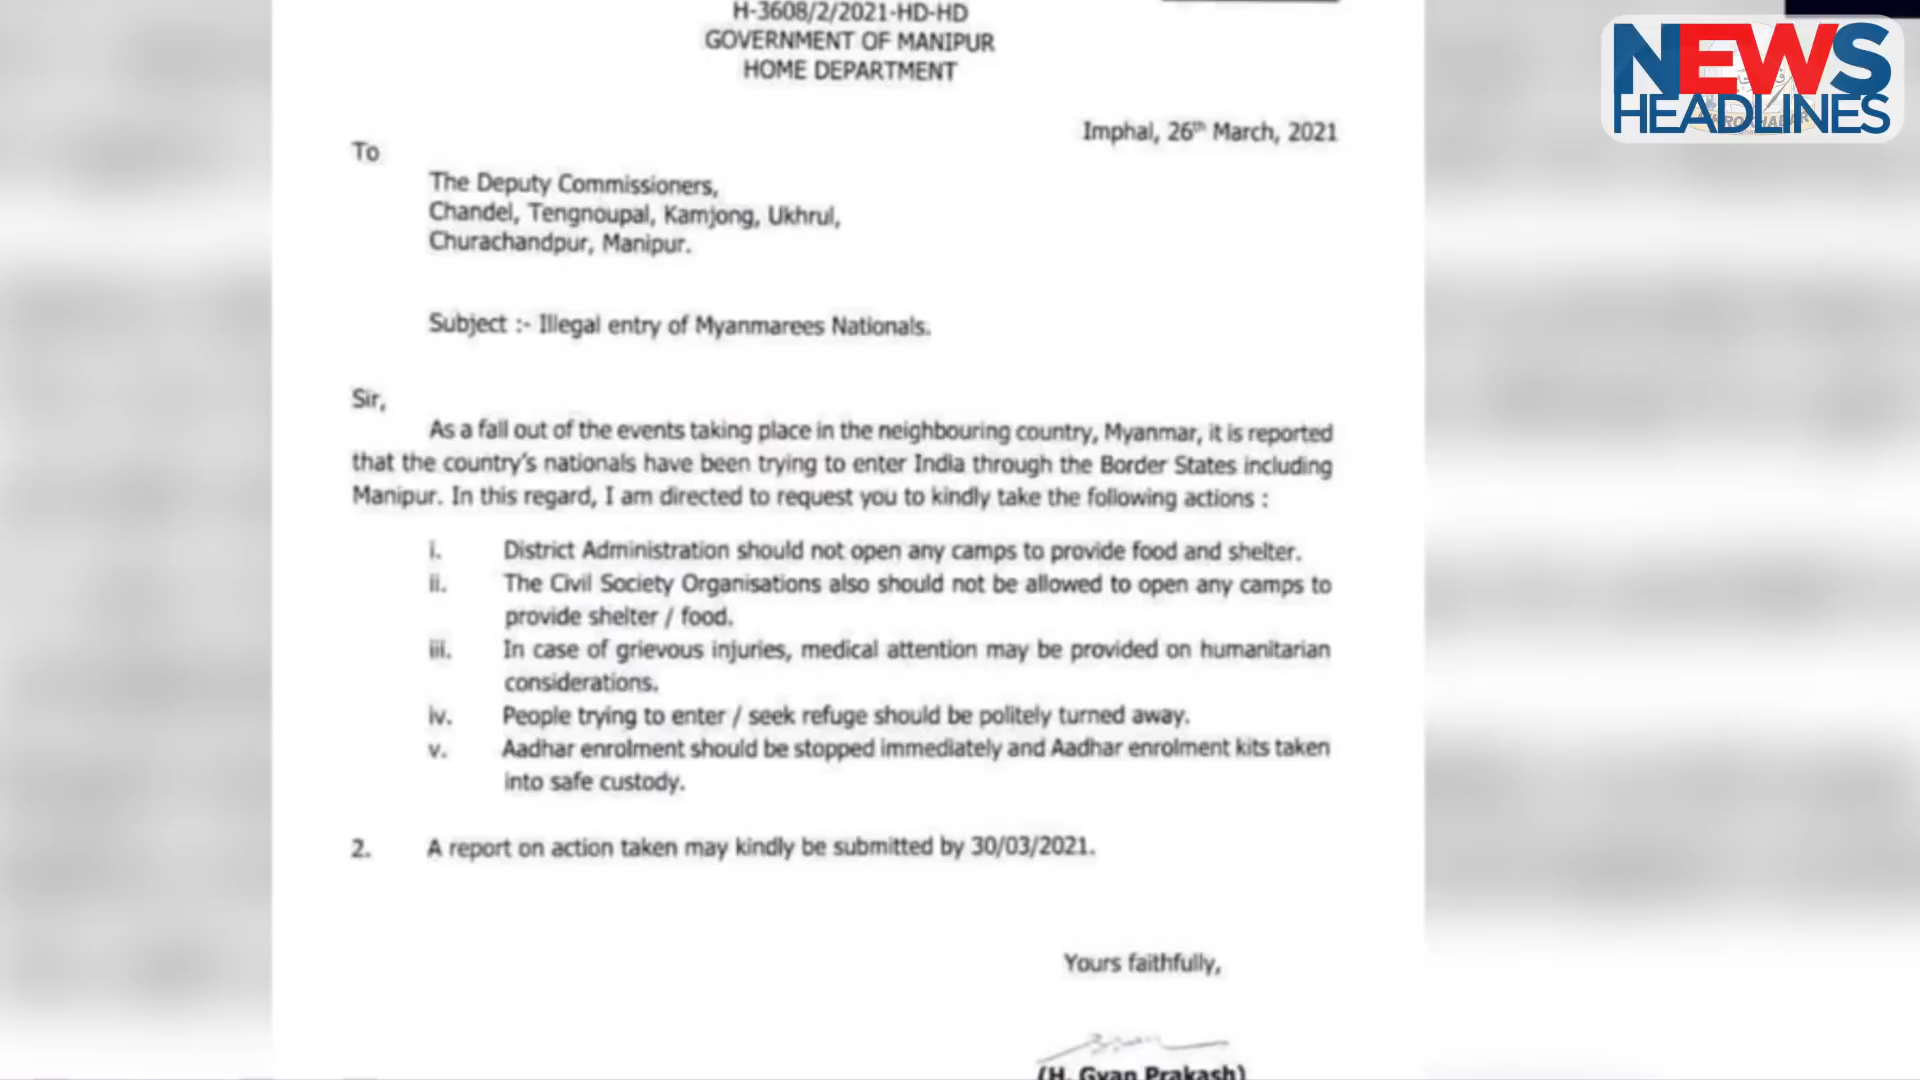 H-3608/2/2021-HD-HD
GOVERNMENT OF MANIPUR
HOME DEPARTMENT
NEWS
HEADLINES
Imphal, 26th March, 2021
To
The Deputy Commissioners,
Chandel, Tengnoupal, Kamjong, Ukhrul,
Churachandpur, Manipur.
Subject :- Illegal entry of Myanmarees Nationals.
Sir,
As a fall out of the events taking place in the neighbouring country, Myanmar, it is reported
that the country's nationals have been trying to enter India through the Border States including
Manipur. In this regard, I am directed to request you to kindly take the following actions :
i. District Administration should not open any camps to provide food and shelter.
ii. The Civil Society Organisations also should not be allowed to open any camps to
provide shelter / food.
iii. In case of grievous injuries, medical attention may be provided on humanitarian
considerations.
iv. People trying to enter / seek refuge should be politely turned away.
v. Aadhar enrolment should be stopped immediately and Aadhar enrolment kits taken
into safe custody.
2. A report on action taken may kindly be submitted by 30/03/2021.
Yours faithfully,
(H. Gyan Prakash)